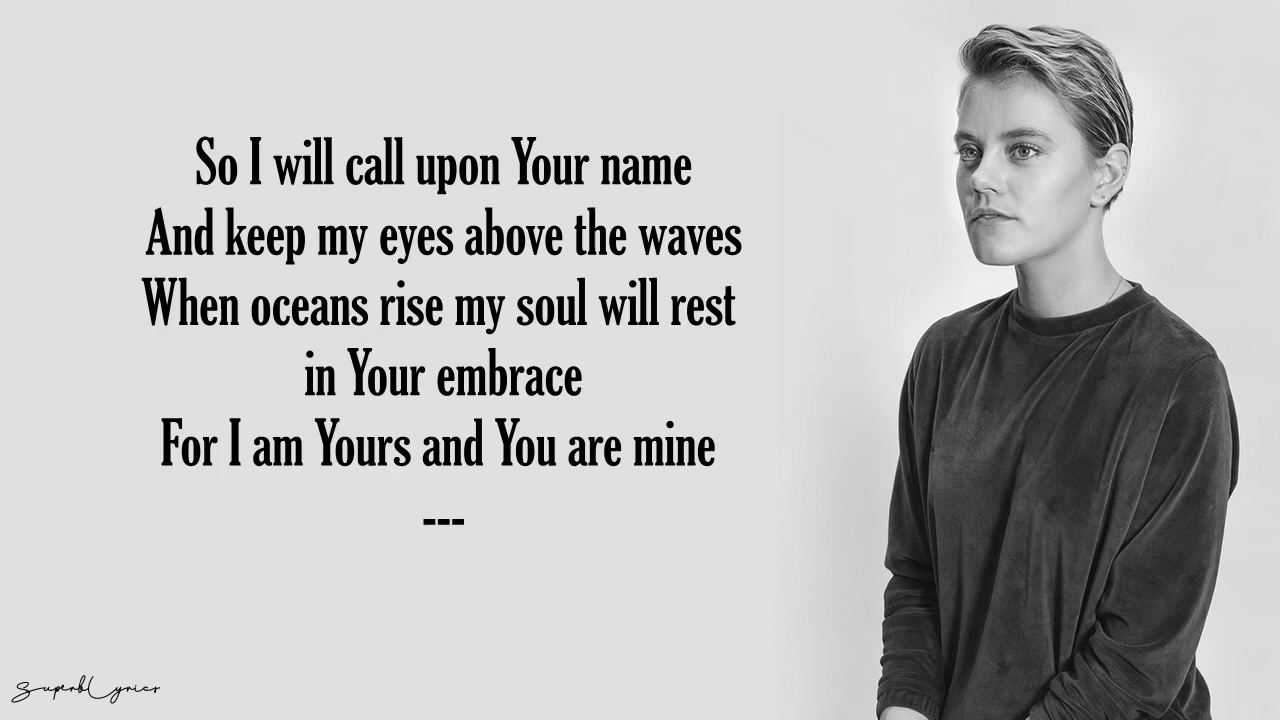 So I will call upon Your name
And keep my eyes above the waves
When oceans rise my soul will rest
in Your embrace
For I am Yours and You are mine
---
SuperbLyrics